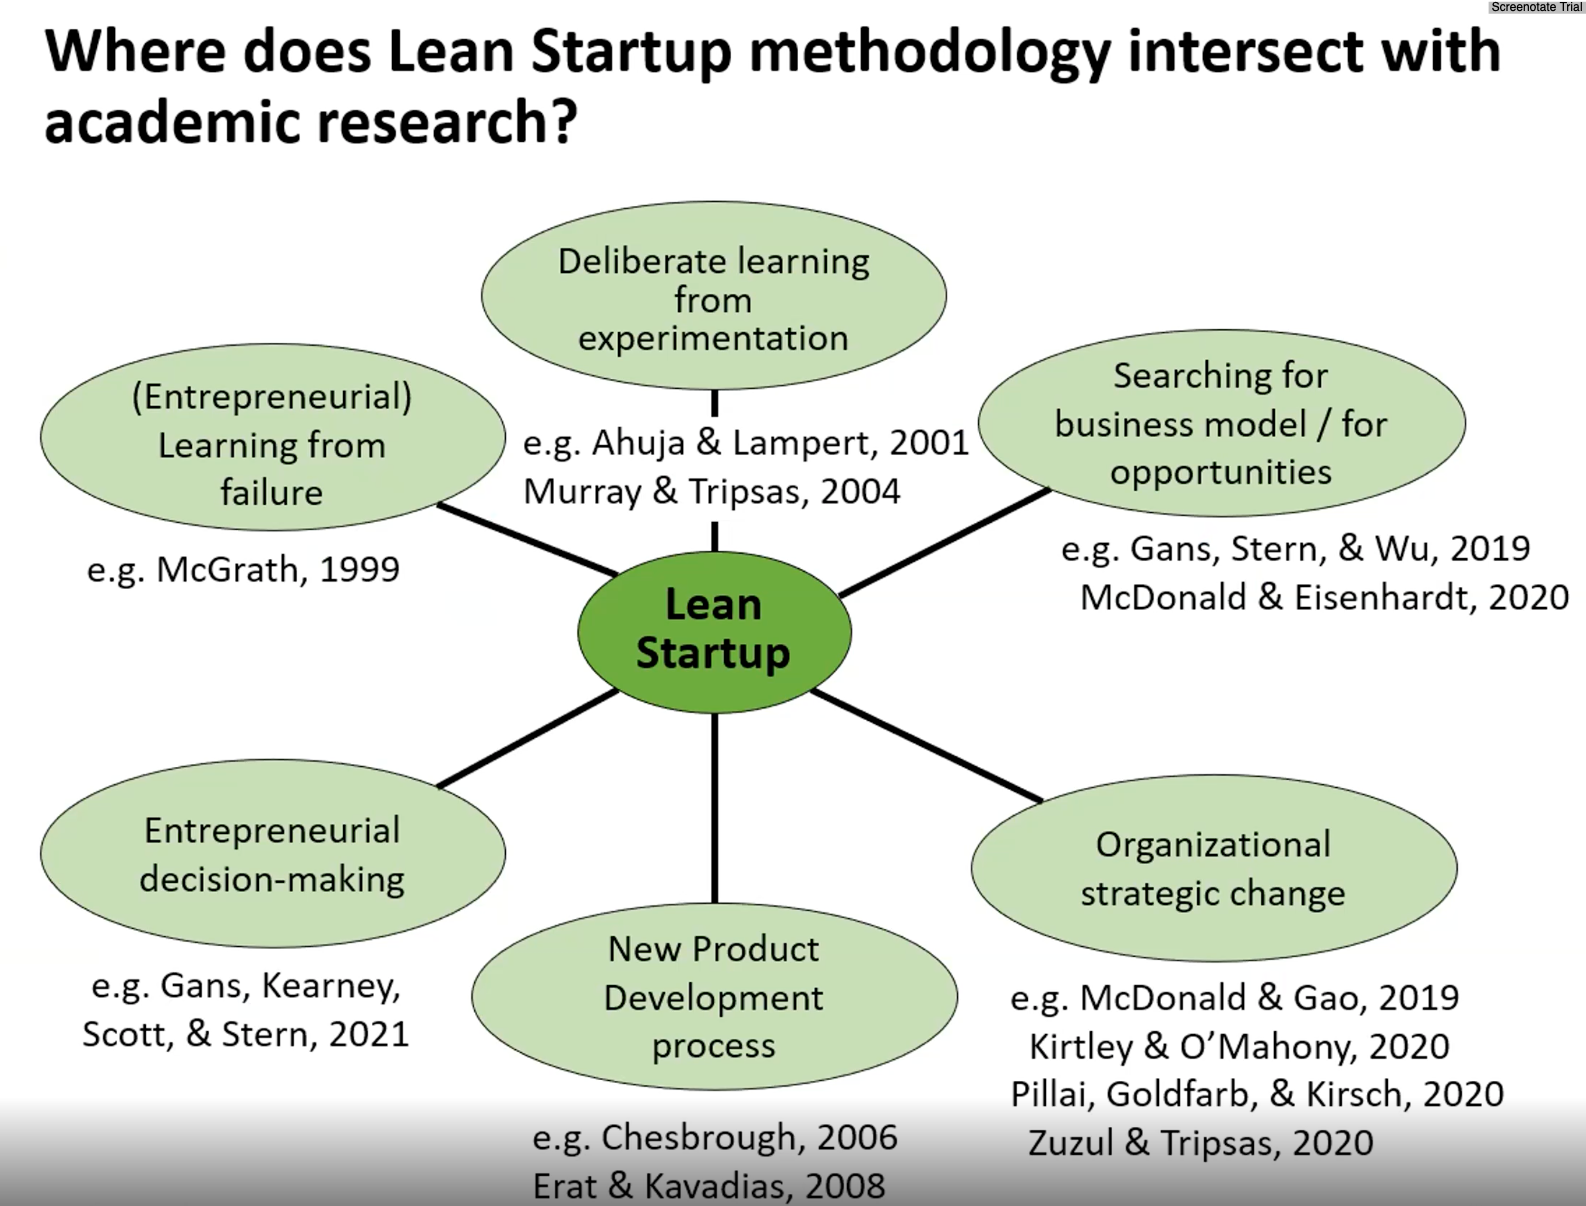 Screenotate Trial
Where does Lean Startup methodology intersect with
academic research?
Deliberate learning
from
experimentation
e.g. Ahuja & Lampert, 2001
Murray & Tripsas, 2004
(Entrepreneurial)
Learning from
failure
e.g. McGrath, 1999
Searching for
business model / for
opportunities
e.g. Gans, Stern, & Wu, 2019
McDonald & Eisenhardt, 2020
Lean
Startup
Entrepreneurial
decision-making
e.g. Gans, Kearney,
Scott, & Stern, 2021
New Product
Development
process
e.g. Chesbrough, 2006
Erat & Kavadias, 2008
Organizational
strategic change
e.g. McDonald & Gao, 2019
Kirtley & O’Mahony, 2020
Pillai, Goldfarb, & Kirsch, 2020
Zuzul & Tripsas, 2020